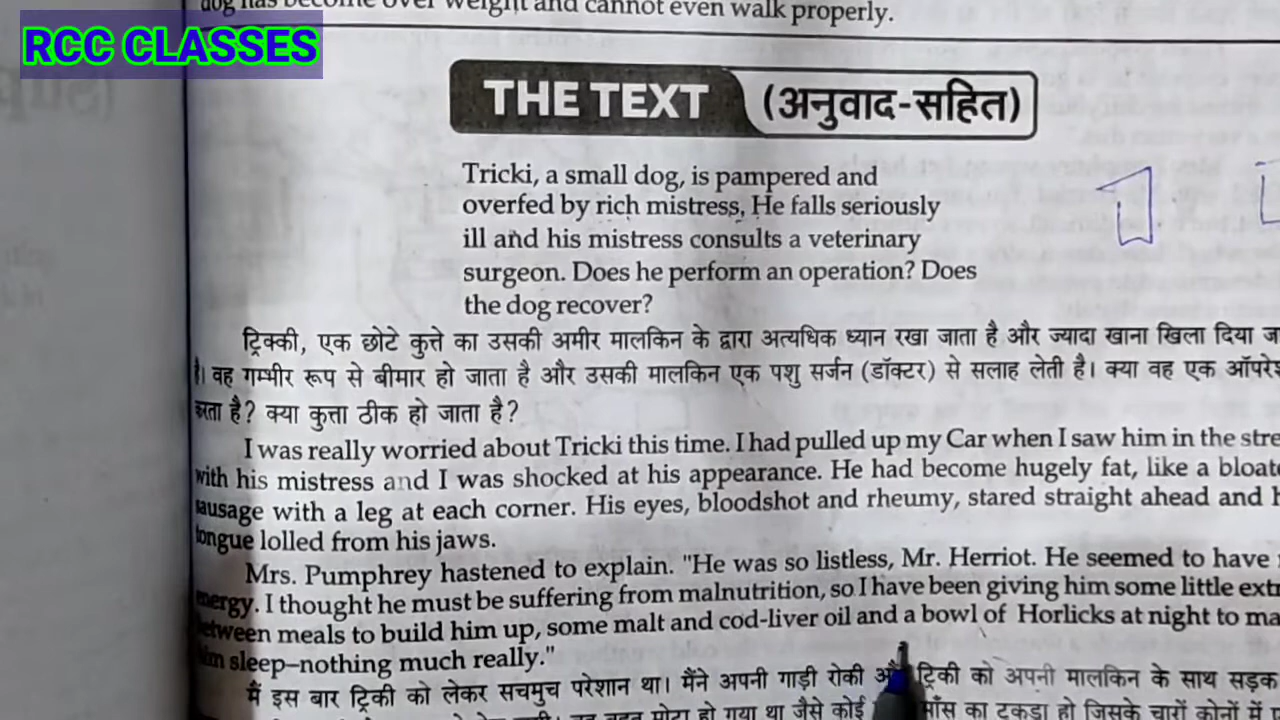 dog has become over weight and cannot even walk properly.
RCC CLASSES
THE TEXT (अनुवाद-सहित)
Tricki, a small dog, is pampered and
overfed by rich mistress, He falls seriously
ill and his mistress consults a veterinary
surgeon. Does he perform an operation? Does
the dog recover?
ट्रिक्की, एक छोटे कुत्ते का उसकी अमीर मालकिन के द्वारा अत्यधिक ध्यान रखा जाता है और ज्यादा खाना खिला दिया
है। वह गम्भीर रूप से बीमार हो जाता है और उसकी मालकिन एक पशु सर्जन (डॉक्टर) से सलाह लेती है। क्या वह एक
करता है? क्या कुत्ता ठीक हो जाता है?
I was really worried about Tricki this time. I had pulled up my Car when I saw him in the
with his mistress and I was shocked at his appearance. He had become hugely fat, like a
sausage with a leg at each corner. His eyes, bloodshot and rheumy, stared straight ahead and
tongue lolled from his jaws.
Mrs. Pumphrey hastened to explain. "He was so listless, Mr. Herriot. He seemed to have
energy. I thought he must be suffering from malnutrition, so I have been giving him some little
between meals to build him up, some malt and cod-liver oil and a bowl of Horlicks at night to
him sleep–nothing much really."
मैं इस बार ट्रिकी को लेकर सचमुच परेशान था। मैंने अपनी गाड़ी रोकी और ट्रिकी को अपनी मालकिन के साथ सड़क
बहुत मोटा हो गया था जैसे कोई माँस का टुकड़ा हो जिसके चारों कोनों में